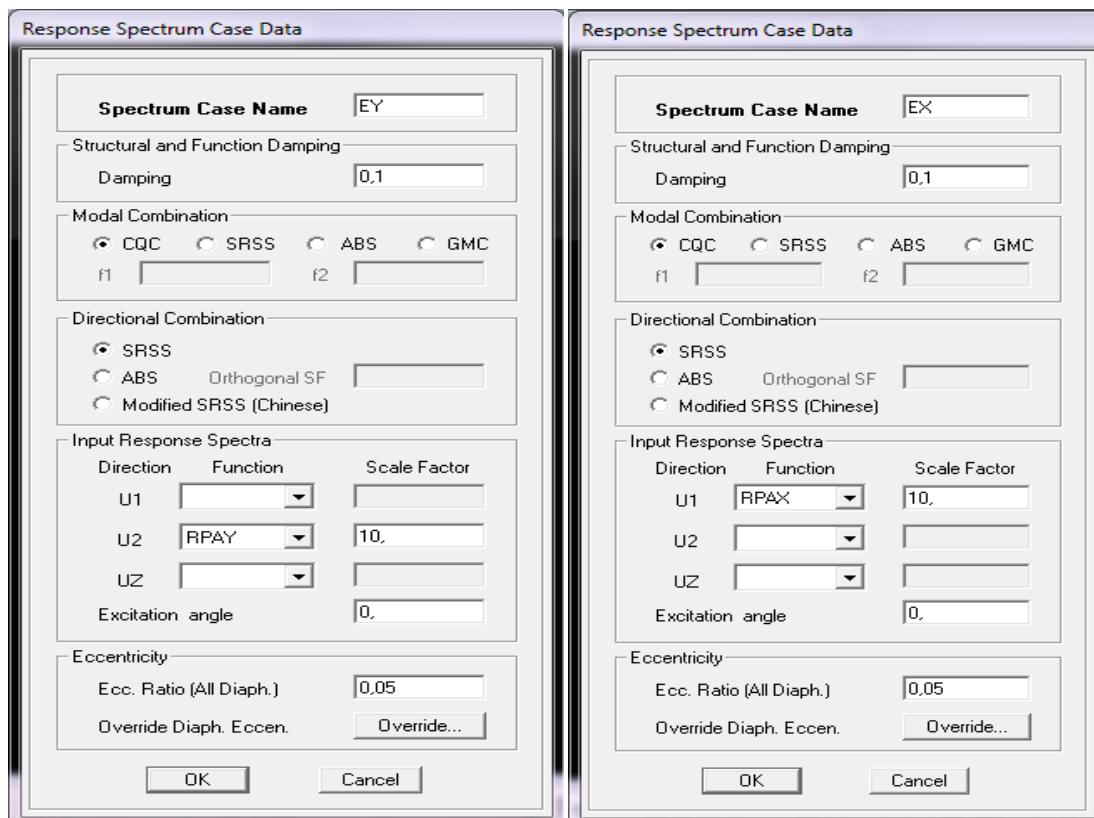 Response Spectrum Case Data
Spectrum Case Name EY
Structural and Function Damping
Damping 0,1
Modal Combination
CQC SRSS ABS GMC
f1 f2
Directional Combination
SRSS
ABS Orthogonal SF
Modified SRSS (Chinese)
Input Response Spectra
Direction Function Scale Factor
U1
U2 RPAY 10,
UZ
Excitation angle 0,
Eccentricity
Ecc. Ratio (All Diaph.) 0,05
Override Diaph. Eccen. Override...
OK Cancel
Response Spectrum Case Data
Spectrum Case Name EX
Structural and Function Damping
Damping 0,1
Modal Combination
CQC SRSS ABS GMC
f1 f2
Directional Combination
SRSS
ABS Orthogonal SF
Modified SRSS (Chinese)
Input Response Spectra
Direction Function Scale Factor
U1 RPAX 10,
U2
UZ
Excitation angle 0,
Eccentricity
Ecc. Ratio (All Diaph.) 0,05
Override Diaph. Eccen. Override...
OK Cancel